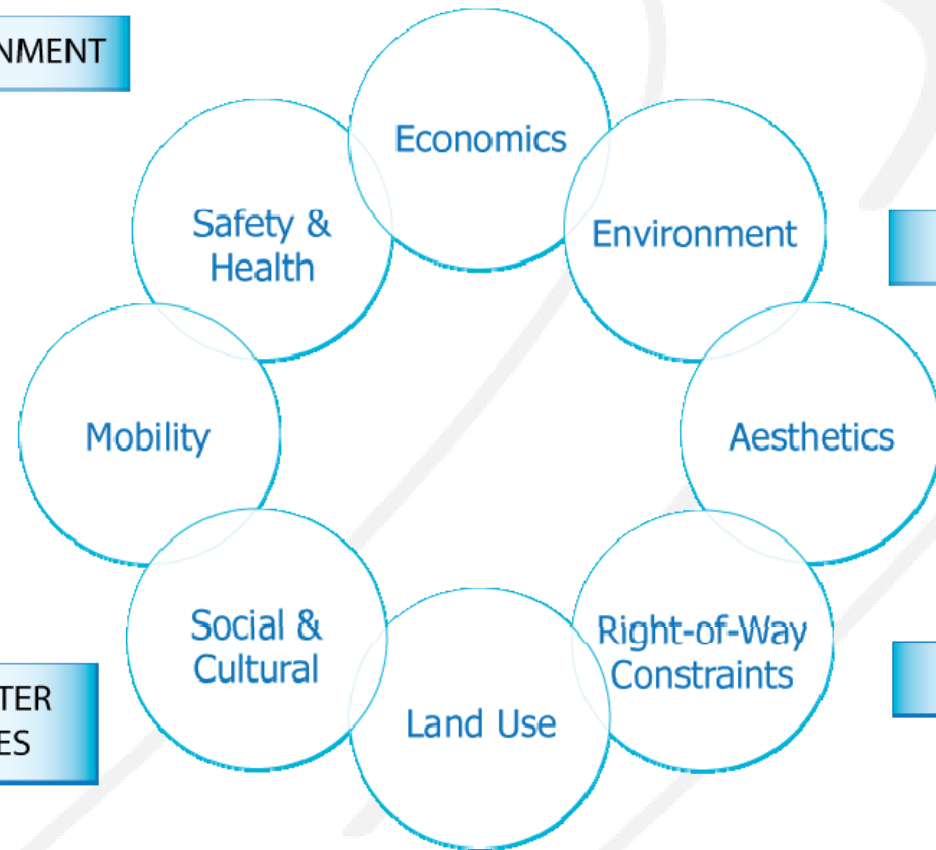 NMENT
Economics
Safety &
Health
Environment
Mobility
Aesthetics
Social &
Cultural
Right-of-Way
Constraints
Land Use
TER
ES